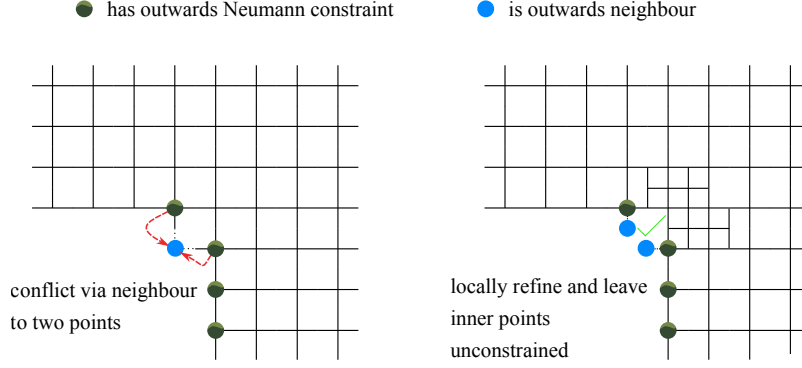 has outwards Neumann constraint
is outwards neighbour
conflict via neighbour
to two points
locally refine and leave
inner points
unconstrained